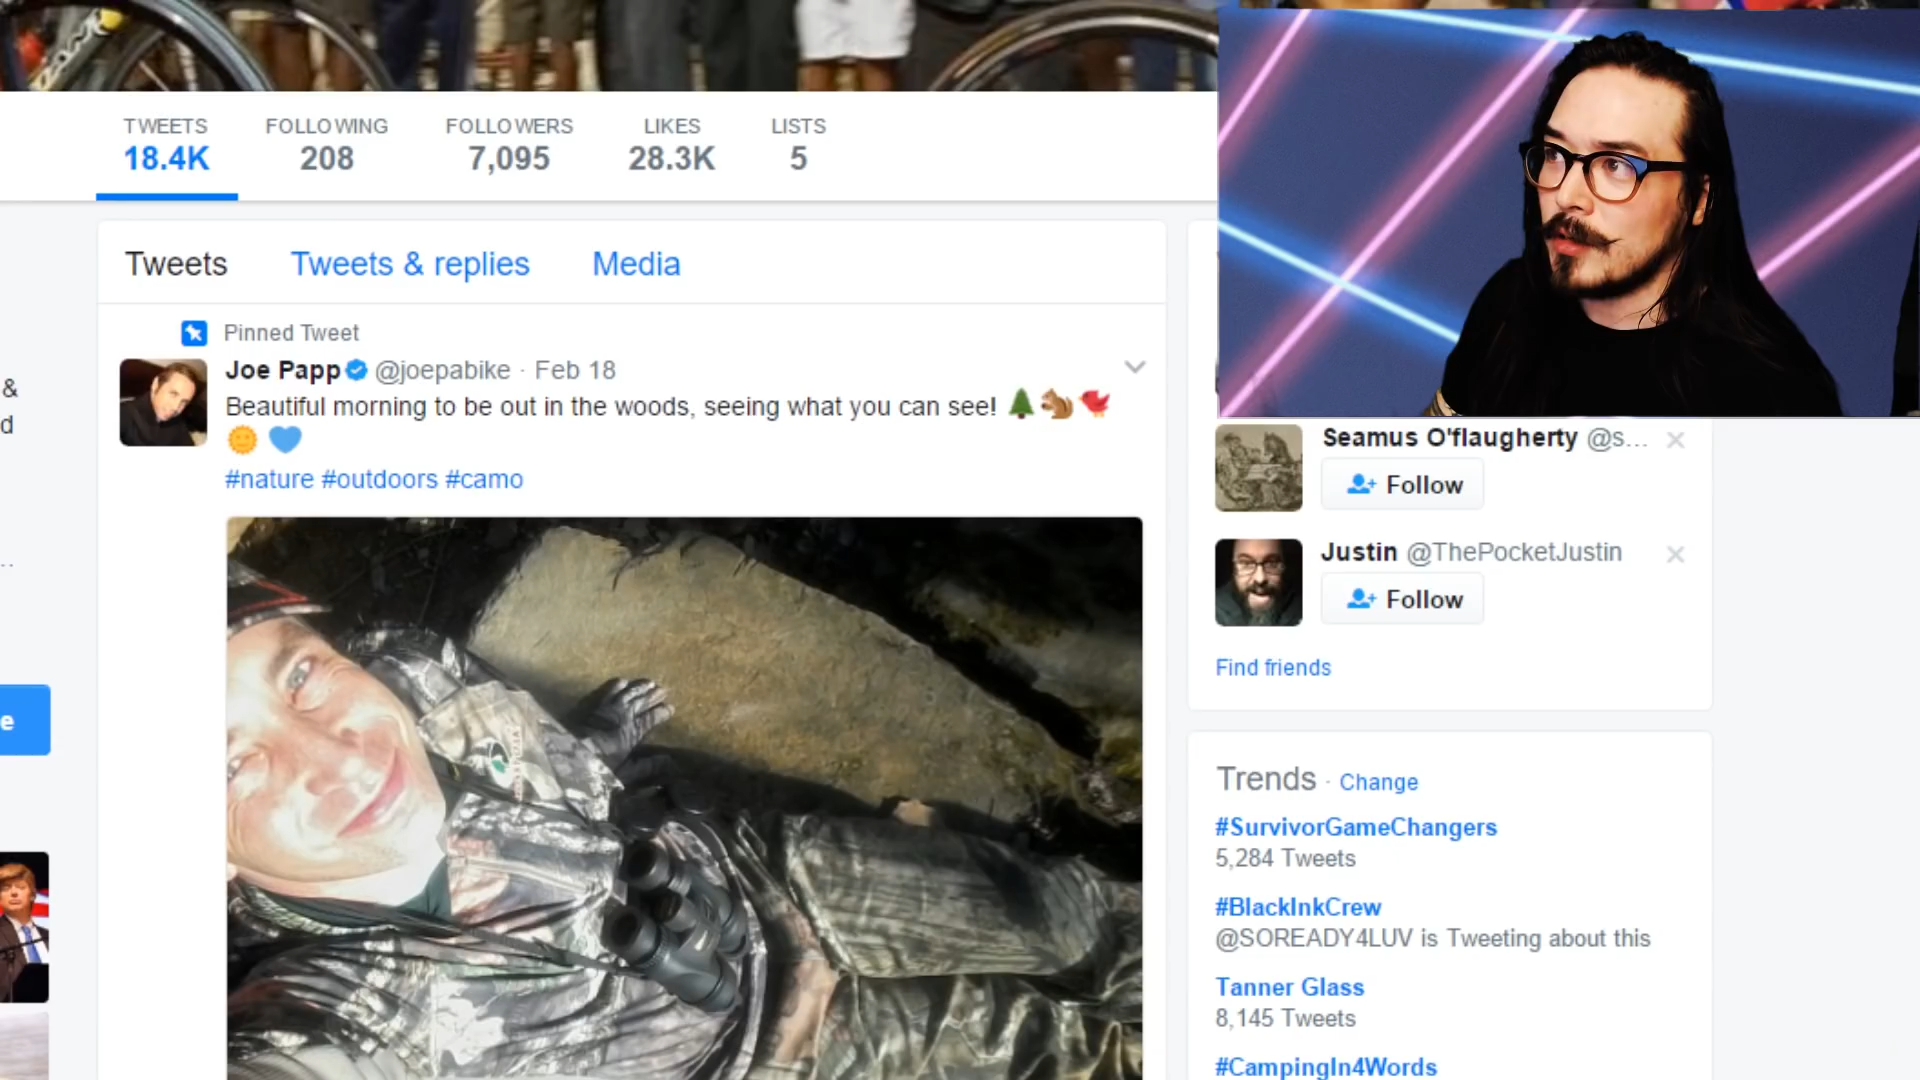 TWEETS FOLLOWING FOLLOWERS LIKES LISTS
18.4K 208 7,095 28.3K 5
Tweets Tweets & replies Media
Pinned Tweet
Joe Papp @joepabike · Feb 18
Beautiful morning to be out in the woods, seeing what you can see! 🌲🐿️🐦
🌞 💙
#nature #outdoors #camo
&
d
e
Seamus O'flaugherty @s...
Follow
Justin @ThePocketJustin
Follow
Find friends
Trends · Change
#SurvivorGameChangers
5,284 Tweets
#BlackInkCrew
@SOREADY4LUV is Tweeting about this
Tanner Glass
8,145 Tweets
#CampingIn4Words